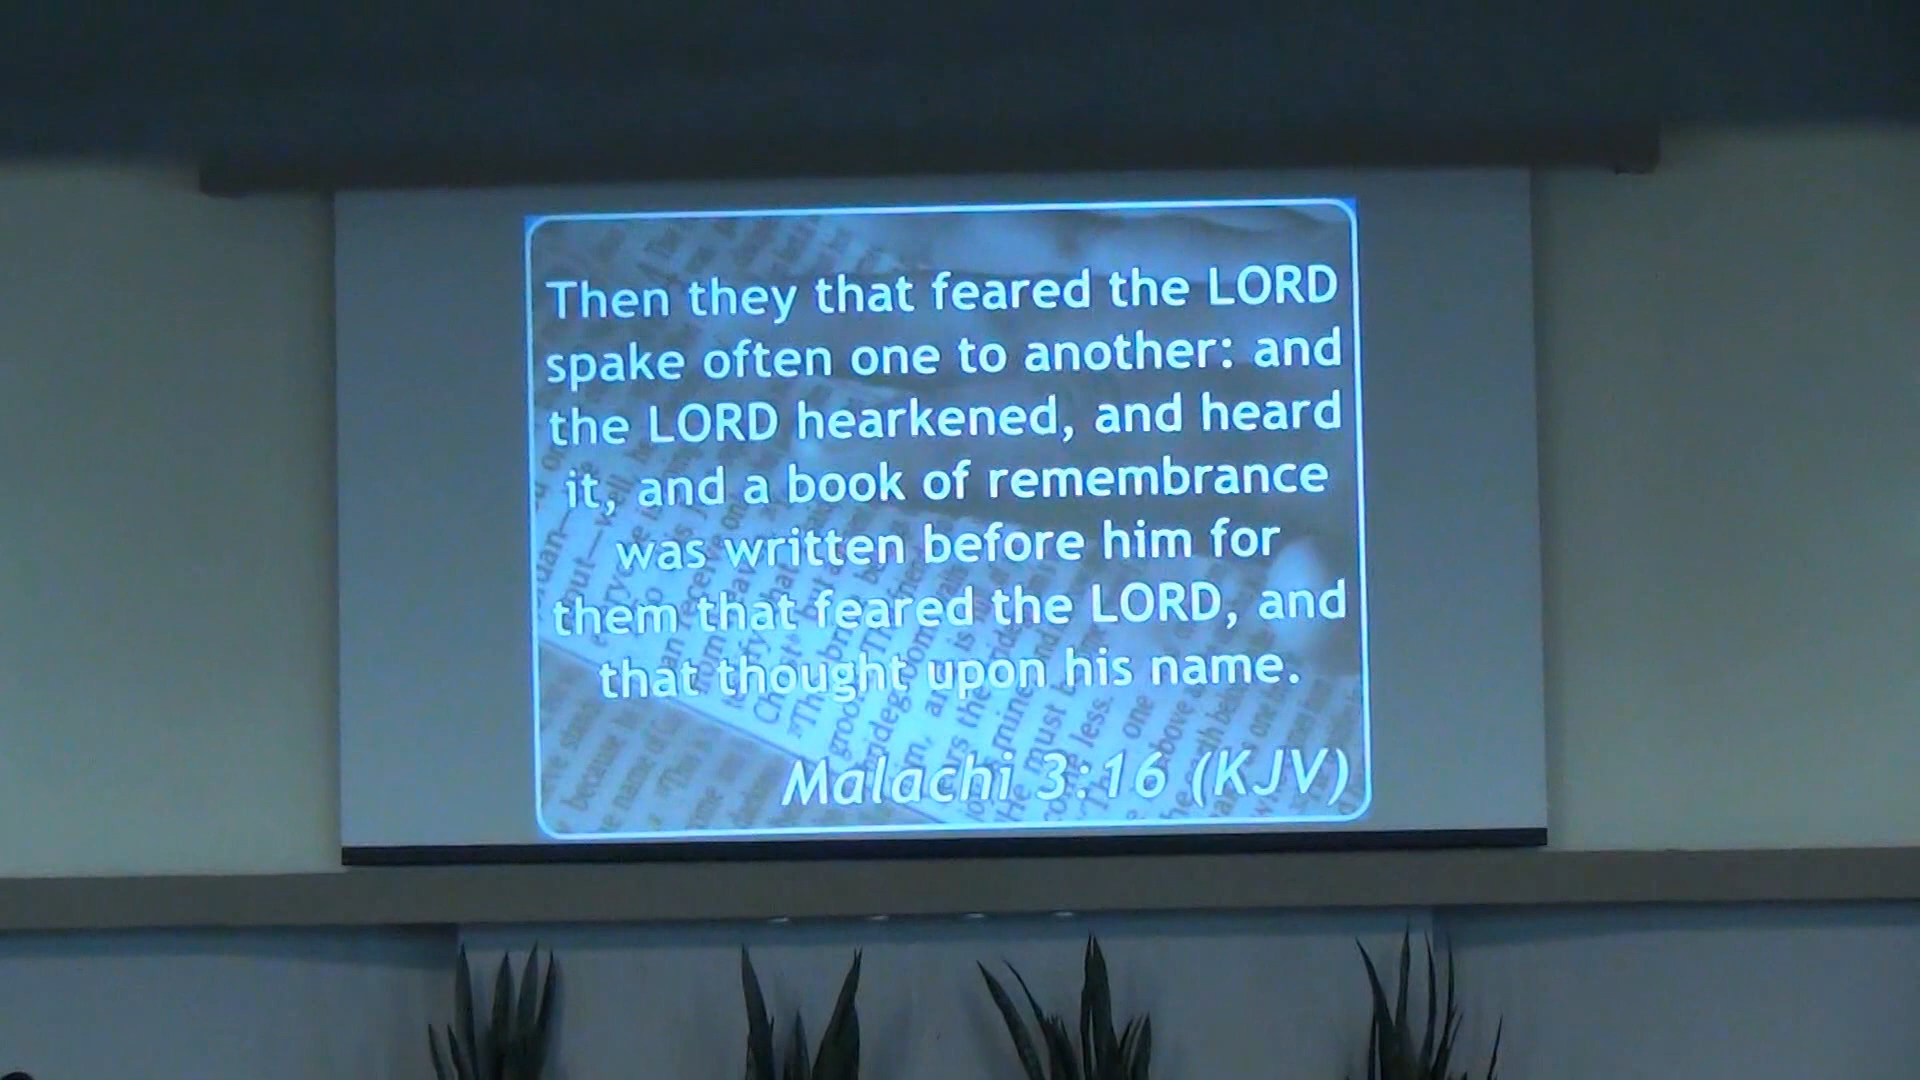 Then they that feared the LORD
spake often one to another: and
the LORD hearkened, and heard
it, and a book of remembrance
was written before him for
them that feared the LORD, and
that thought upon his name.
Malachi 3:16 (KJV)